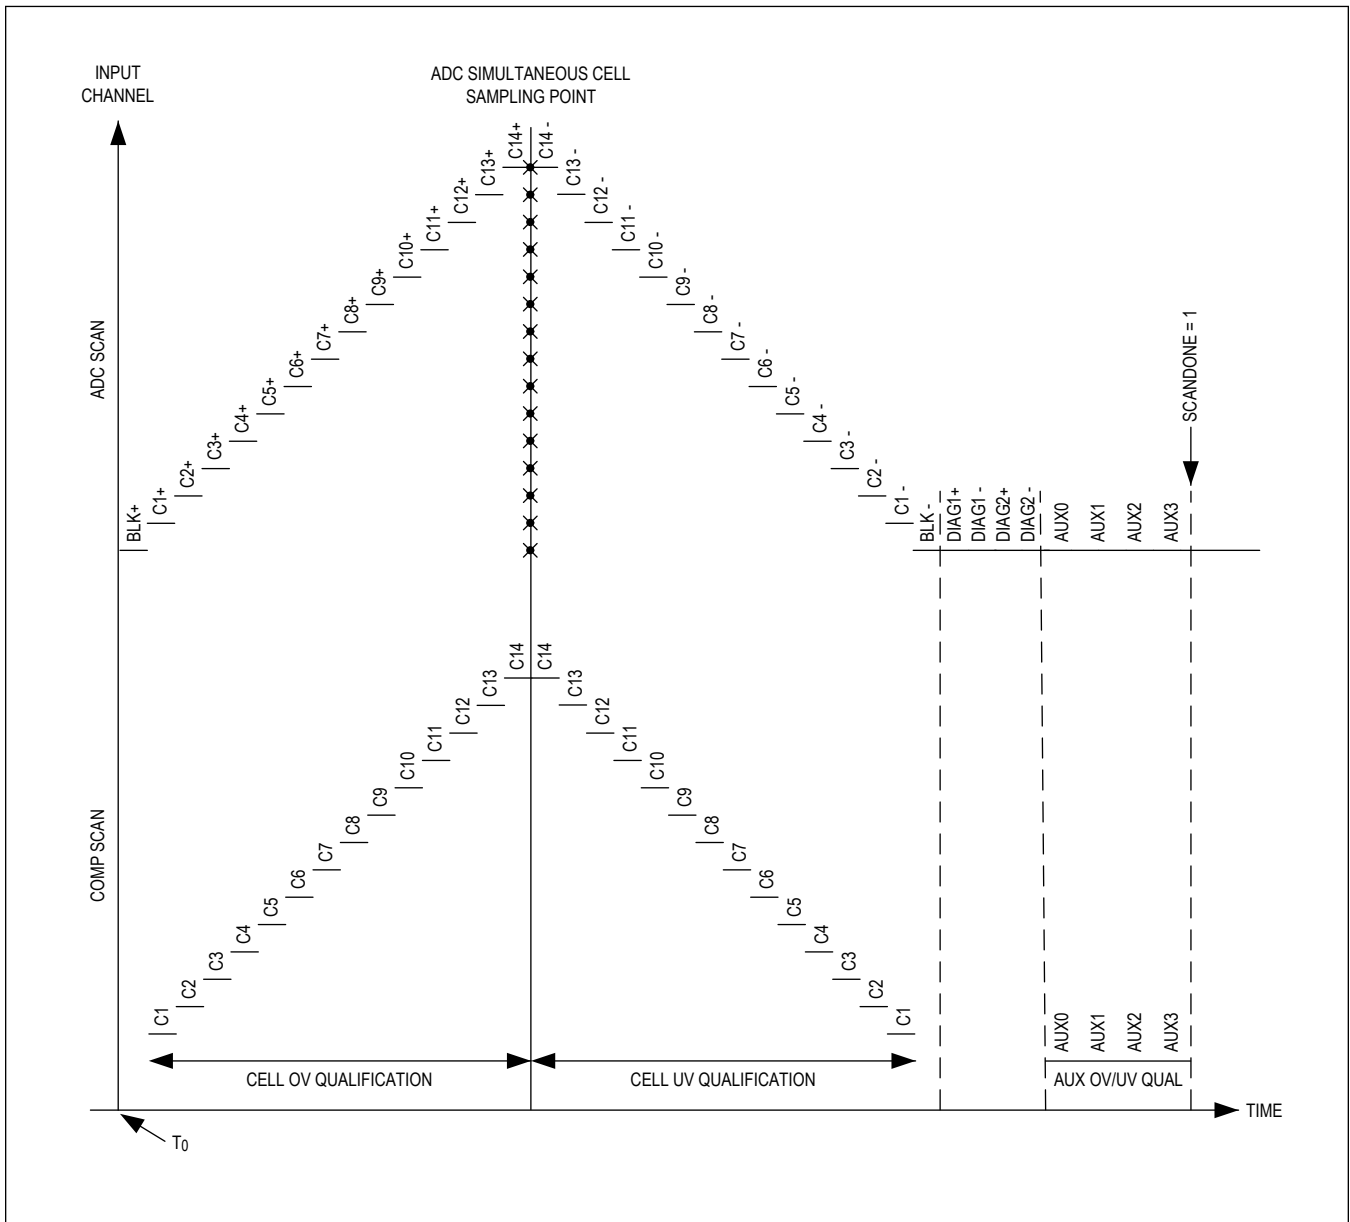 INPUT
CHANNEL
ADC SIMULTANEOUS CELL
SAMPLING POINT
ADC SCAN
BLK+
C1+
C2+
C3+
C4+
C5+
C6+
C7+
C8+
C9+
C10+
C11+
C12+
C13+
C14+
C14 -
C13 -
C12 -
C11 -
C10 -
C9 -
C8 -
C7 -
C6 -
C5 -
C4 -
C3 -
C2 -
C1 -
BLK -
DIAG1+
DIAG1 -
DIAG2+
DIAG2 -
AUX0
AUX1
AUX2
AUX3
SCANDONE = 1
COMP SCAN
C1
C2
C3
C4
C5
C6
C7
C8
C9
C10
C11
C12
C13
C14
C14
C13
C12
C11
C10
C9
C8
C7
C6
C5
C4
C3
C2
C1
AUX0
AUX1
AUX2
AUX3
CELL OV QUALIFICATION
CELL UV QUALIFICATION
AUX OV/UV QUAL
TIME
T0